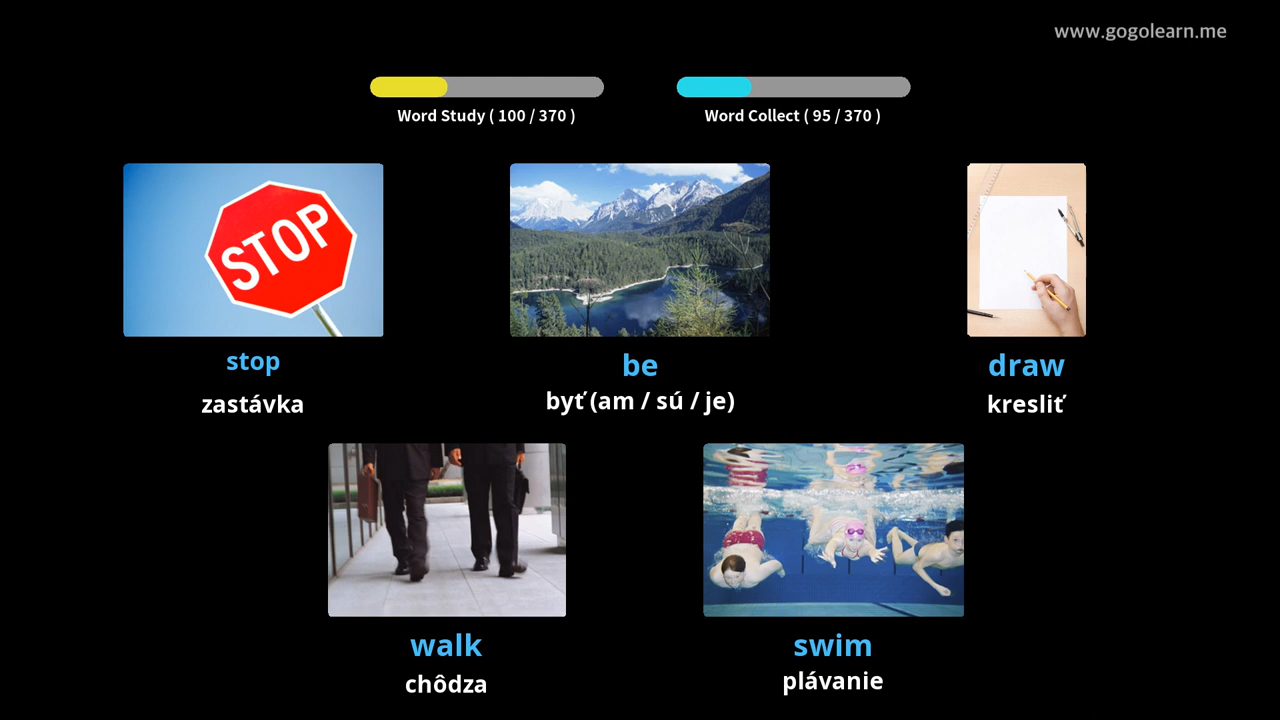 www.gogolearn.me
Word Study ( 100 / 370 )
Word Collect ( 95 / 370 )
STOP
stop
zastávka
be
byť (am / sú / je)
draw
kresliť
walk
chôdza
swim
plávanie